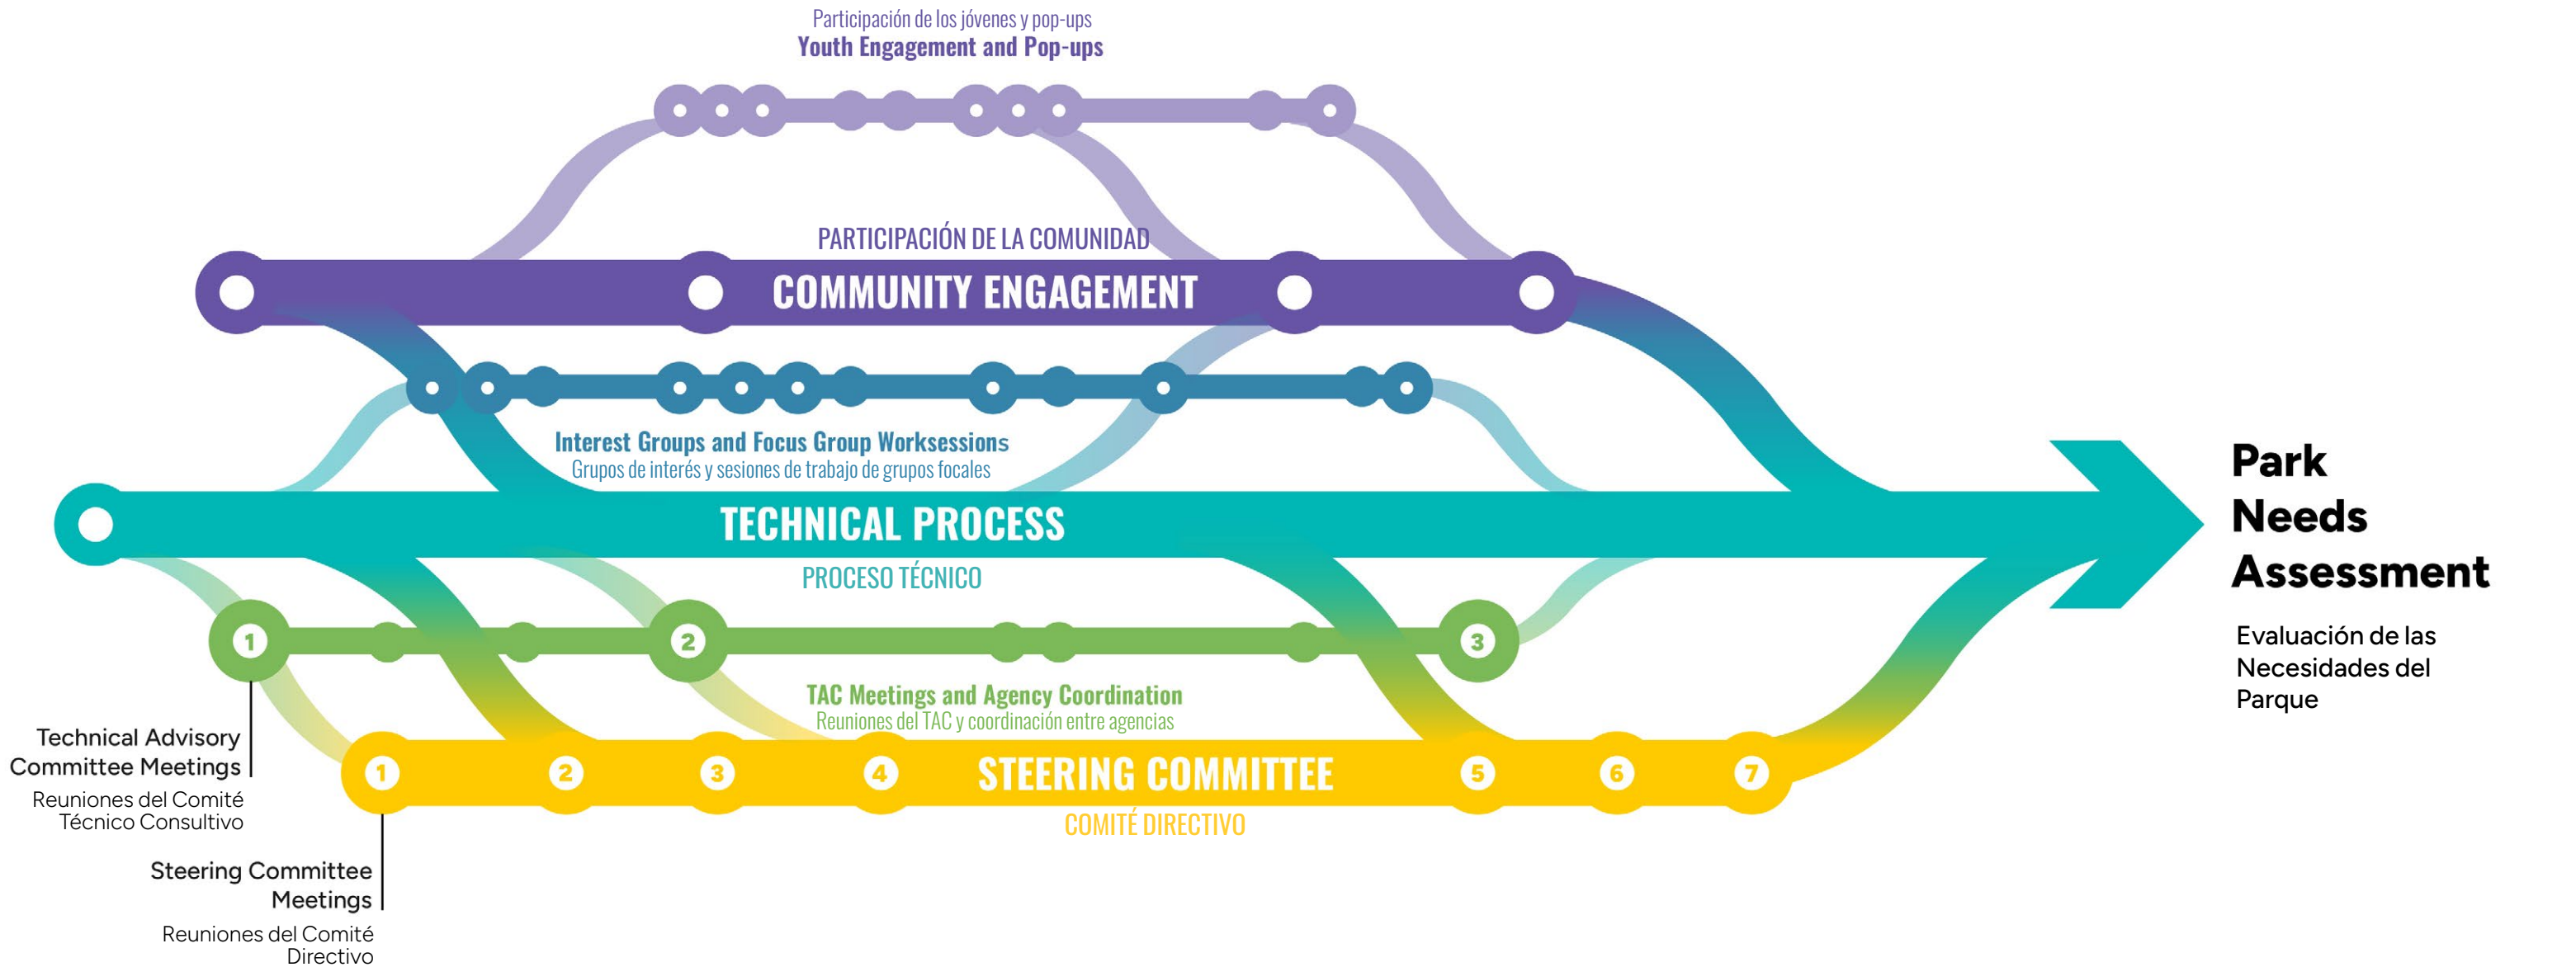 Participación de los jóvenes y pop-ups
Youth Engagement and Pop-ups
PARTICIPACIÓN DE LA COMUNIDAD
COMMUNITY ENGAGEMENT
Interest Groups and Focus Group Worksessions
Grupos de interés y sesiones de trabajo de grupos focales
TECHNICAL PROCESS
PROCESO TÉCNICO
Park
Needs
Assessment
Evaluación de las
Necesidades del
Parque
1
2
3
TAC Meetings and Agency Coordination
Reuniones del TAC y coordinación entre agencias
Technical Advisory
Committee Meetings
Reuniones del Comité
Técnico Consultivo
1
2
3
4
STEERING COMMITTEE
5
6
7
COMITÉ DIRECTIVO
Steering Committee
Meetings
Reuniones del Comité
Directivo